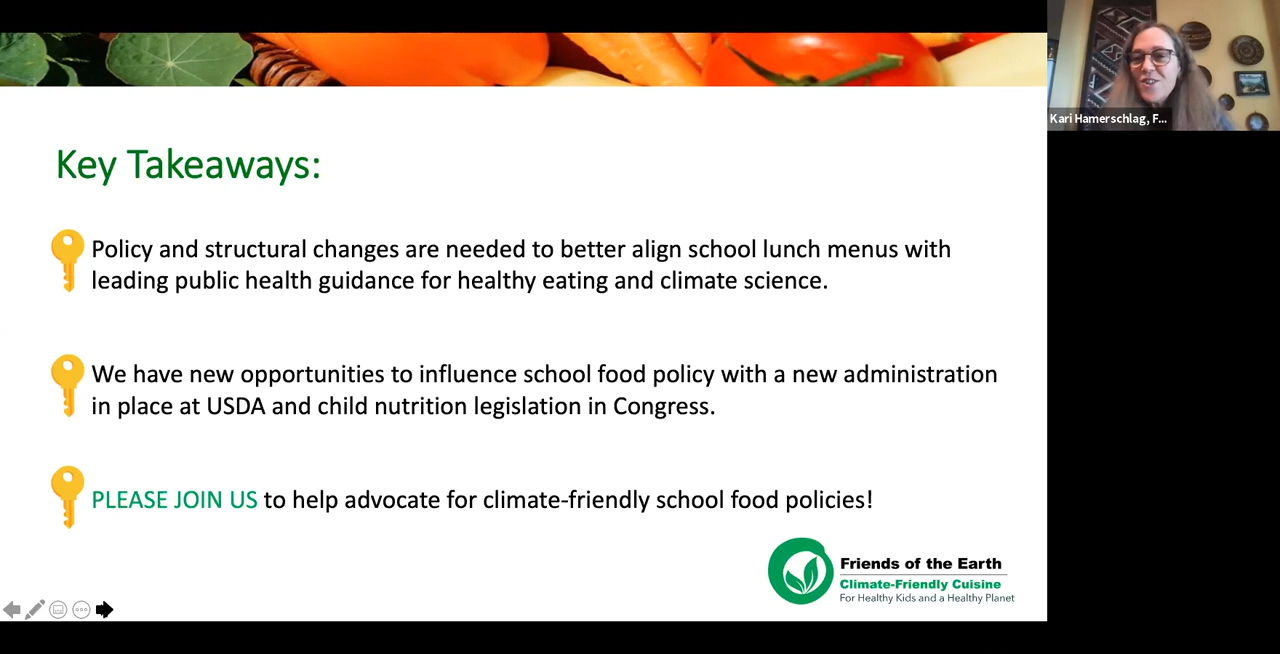 Kari Hamerschlag, F...
Key Takeaways:
Policy and structural changes are needed to better align school lunch menus with
leading public health guidance for healthy eating and climate science.
We have new opportunities to influence school food policy with a new administration
in place at USDA and child nutrition legislation in Congress.
PLEASE JOIN US to help advocate for climate-friendly school food policies!
Friends of the Earth
Climate-Friendly Cuisine
For Healthy Kids and a Healthy Planet